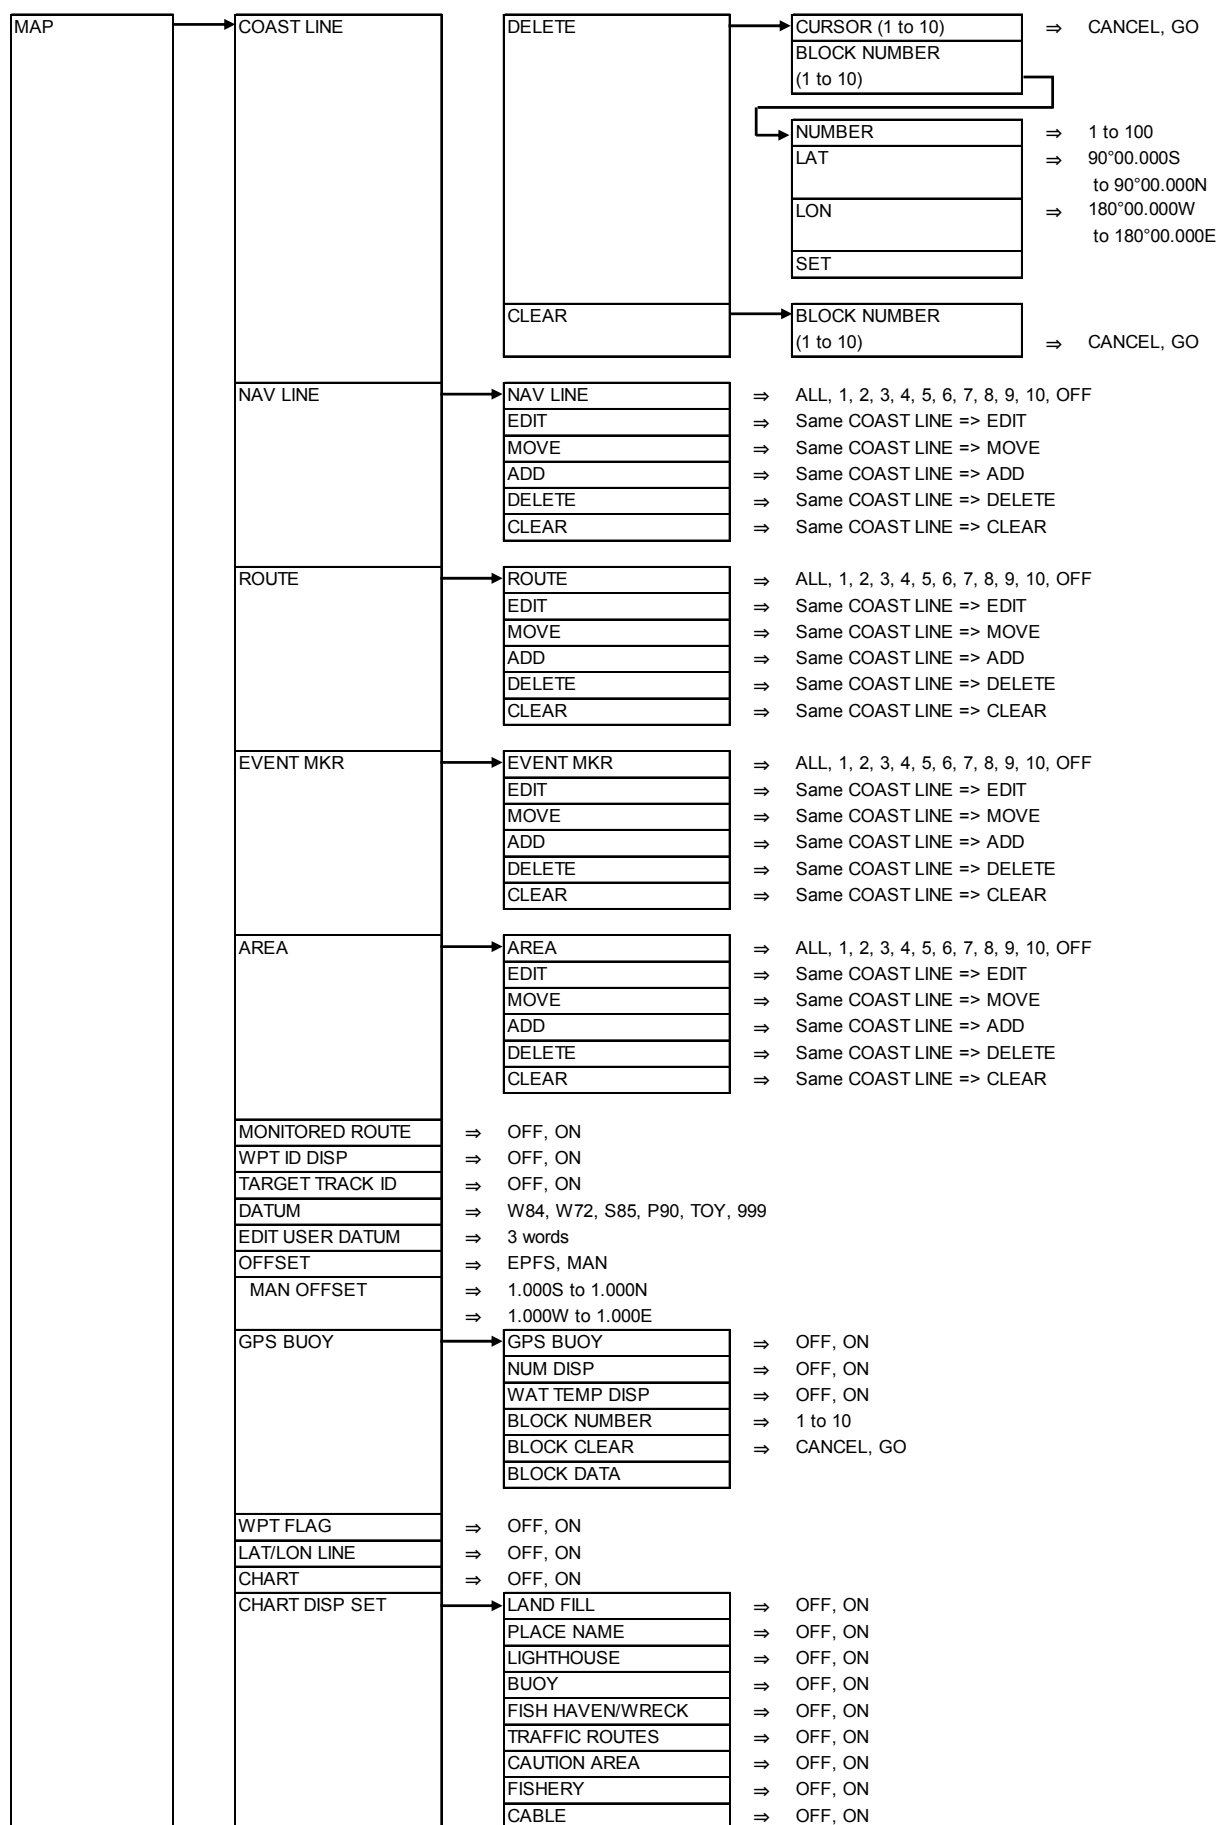 MAP COAST LINE DELETE CURSOR (1 to 10) ⇒ CANCEL, GO
BLOCK NUMBER
(1 to 10)
NUMBER ⇒ 1 to 100
LAT ⇒ 90°00.000S
to 90°00.000N
LON ⇒ 180°00.000W
to 180°00.000E
SET
CLEAR BLOCK NUMBER
(1 to 10) ⇒ CANCEL, GO
NAV LINE NAV LINE ⇒ ALL, 1, 2, 3, 4, 5, 6, 7, 8, 9, 10, OFF
EDIT ⇒ Same COAST LINE => EDIT
MOVE ⇒ Same COAST LINE => MOVE
ADD ⇒ Same COAST LINE => ADD
DELETE ⇒ Same COAST LINE => DELETE
CLEAR ⇒ Same COAST LINE => CLEAR
ROUTE ROUTE ⇒ ALL, 1, 2, 3, 4, 5, 6, 7, 8, 9, 10, OFF
EDIT ⇒ Same COAST LINE => EDIT
MOVE ⇒ Same COAST LINE => MOVE
ADD ⇒ Same COAST LINE => ADD
DELETE ⇒ Same COAST LINE => DELETE
CLEAR ⇒ Same COAST LINE => CLEAR
EVENT MKR EVENT MKR ⇒ ALL, 1, 2, 3, 4, 5, 6, 7, 8, 9, 10, OFF
EDIT ⇒ Same COAST LINE => EDIT
MOVE ⇒ Same COAST LINE => MOVE
ADD ⇒ Same COAST LINE => ADD
DELETE ⇒ Same COAST LINE => DELETE
CLEAR ⇒ Same COAST LINE => CLEAR
AREA AREA ⇒ ALL, 1, 2, 3, 4, 5, 6, 7, 8, 9, 10, OFF
EDIT ⇒ Same COAST LINE => EDIT
MOVE ⇒ Same COAST LINE => MOVE
ADD ⇒ Same COAST LINE => ADD
DELETE ⇒ Same COAST LINE => DELETE
CLEAR ⇒ Same COAST LINE => CLEAR
MONITORED ROUTE ⇒ OFF, ON
WPT ID DISP ⇒ OFF, ON
TARGET TRACK ID ⇒ OFF, ON
DATUM ⇒ W84, W72, S85, P90, TOY, 999
EDIT USER DATUM ⇒ 3 words
OFFSET ⇒ EPFS, MAN
MAN OFFSET ⇒ 1.000S to 1.000N
⇒ 1.000W to 1.000E
GPS BUOY GPS BUOY ⇒ OFF, ON
NUM DISP ⇒ OFF, ON
WAT TEMP DISP ⇒ OFF, ON
BLOCK NUMBER ⇒ 1 to 10
BLOCK CLEAR ⇒ CANCEL, GO
BLOCK DATA
WPT FLAG ⇒ OFF, ON
LAT/LON LINE ⇒ OFF, ON
CHART ⇒ OFF, ON
CHART DISP SET LAND FILL ⇒ OFF, ON
PLACE NAME ⇒ OFF, ON
LIGHTHOUSE ⇒ OFF, ON
BUOY ⇒ OFF, ON
FISH HAVEN/WRECK ⇒ OFF, ON
TRAFFIC ROUTES ⇒ OFF, ON
CAUTION AREA ⇒ OFF, ON
FISHERY ⇒ OFF, ON
CABLE ⇒ OFF, ON